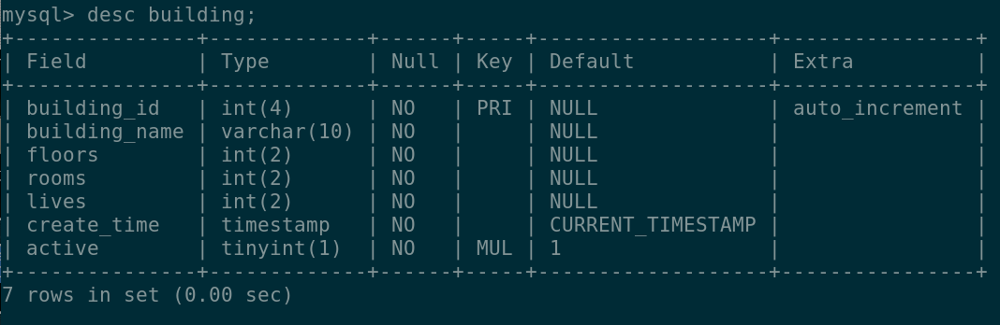 mysql> desc building;
+---------------+-------------+------+-----+-------------------+----------------+
| Field         | Type        | Null | Key | Default           | Extra          |
+---------------+-------------+------+-----+-------------------+----------------+
| building_id   | int(4)      | NO   | PRI | NULL              | auto_increment |
| building_name | varchar(10) | NO   |     | NULL              |                |
| floors        | int(2)      | NO   |     | NULL              |                |
| rooms         | int(2)      | NO   |     | NULL              |                |
| lives         | int(2)      | NO   |     | NULL              |                |
| create_time   | timestamp   | NO   |     | CURRENT_TIMESTAMP |                |
| active        | tinyint(1)  | NO   | MUL | 1                 |                |
+---------------+-------------+------+-----+-------------------+----------------+
7 rows in set (0.00 sec)